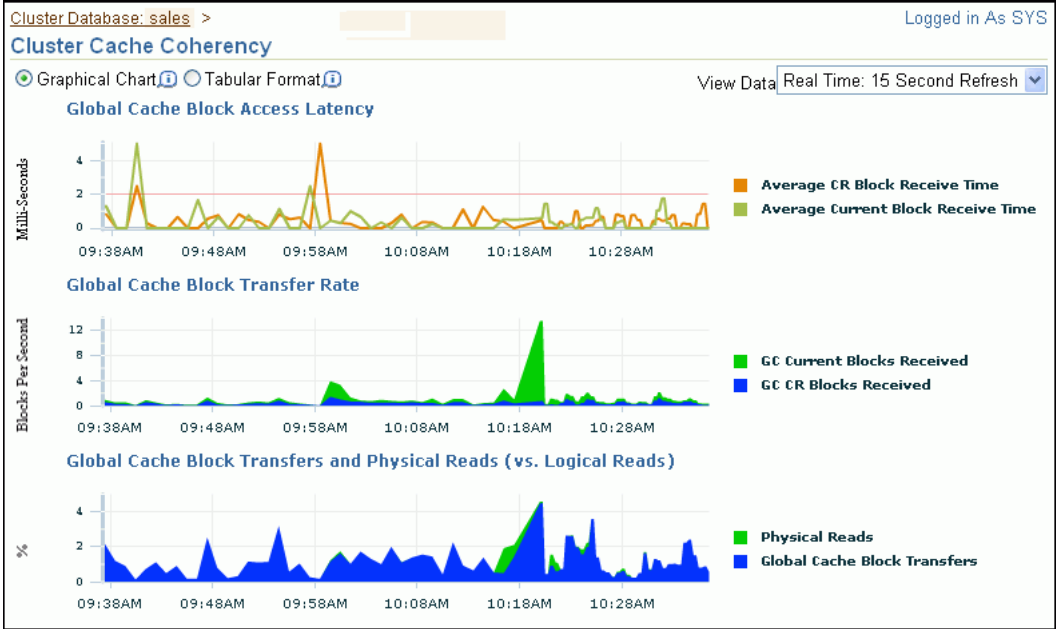 Cluster Database: sales >
Logged in As SYS
Cluster Cache Coherency
Graphical Chart Tabular Format
View Data Real Time: 15 Second Refresh
Global Cache Block Access Latency
Milli-Seconds
4
2
0
09:38AM 09:48AM 09:58AM 10:08AM 10:18AM 10:28AM
Average CR Block Receive Time
Average Current Block Receive Time
Global Cache Block Transfer Rate
Blocks Per Second
12
8
4
0
09:38AM 09:48AM 09:58AM 10:08AM 10:18AM 10:28AM
GC Current Blocks Received
GC CR Blocks Received
Global Cache Block Transfers and Physical Reads (vs. Logical Reads)
%
4
2
0
09:38AM 09:48AM 09:58AM 10:08AM 10:18AM 10:28AM
Physical Reads
Global Cache Block Transfers